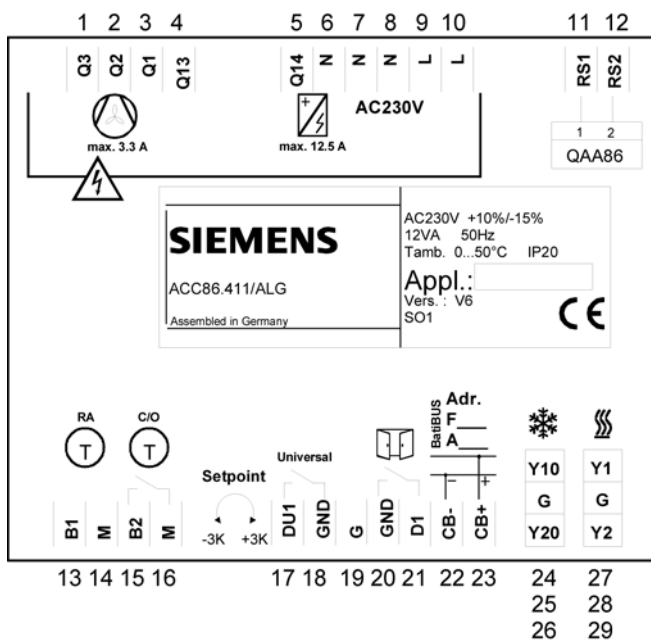 1 2 3 4 5 6 7 8 9 10 11 12
Q3 Q2 Q1 Q13 Q14 N N N L L RS1 RS2
AC230V
max. 3.3 A max. 12.5 A
1 2
QAA86
SIEMENS
ACC86.411/ALG
Assembled in Germany
AC230V +10%/-15%
12VA 50Hz
Tamb. 0...50°C IP20
Appl.:
Vers. : V6
SO1
CE
RA C/O
T T
Setpoint
-3K +3K
Universal
BatiBUS
Adr.
F___
A___
- +
B1 M B2 M DU1 GND G GND D1 CB- CB+
Y10 Y1
G G
Y20 Y2
13 14 15 16 17 18 19 20 21 22 23 24 27
25 28
26 29